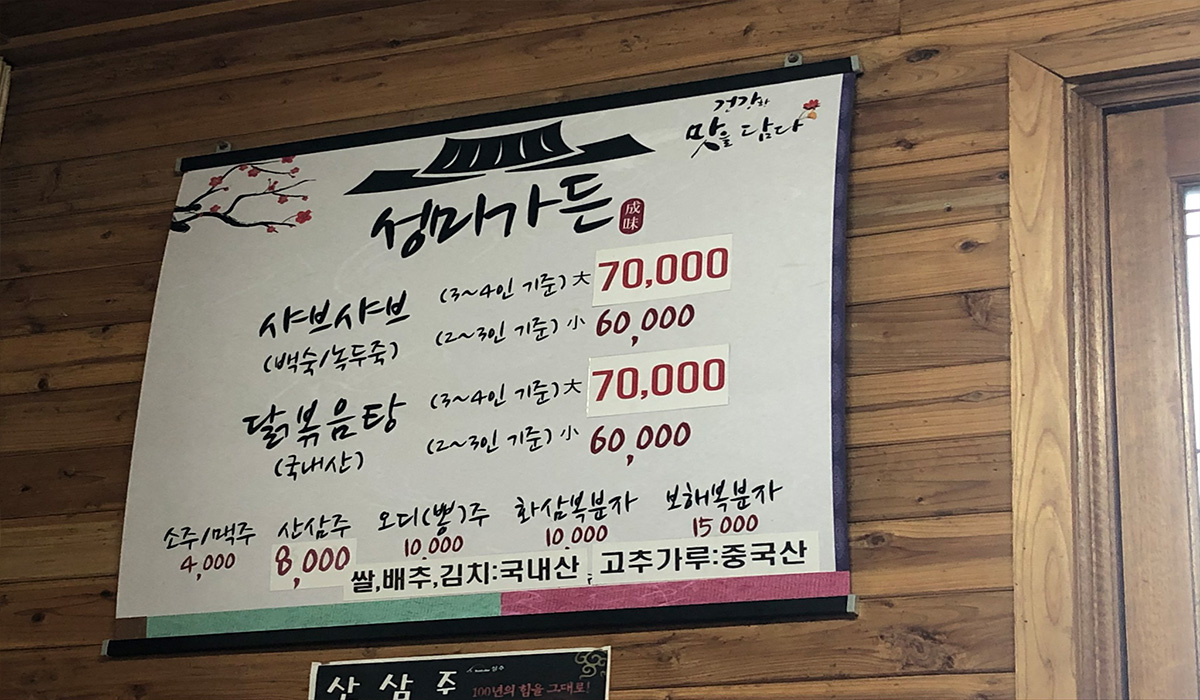 건강과
맛을 담다
성미가든 成味
샤브샤브 (3~4인 기준) 大 70,000
(백숙/녹두죽) (2~3인 기준) 小 60,000
닭볶음탕 (3~4인 기준) 大 70,000
(국내산) (2~3인 기준) 小 60,000
소주/맥주 산삼주 오디(뽕)주 화삼복분자 보해복분자
4,000 8,000 10,000 10,000 15,000
쌀,배추,김치:국내산, 고추가루:중국산
산 삼 주 100년의 힘을 그대로!